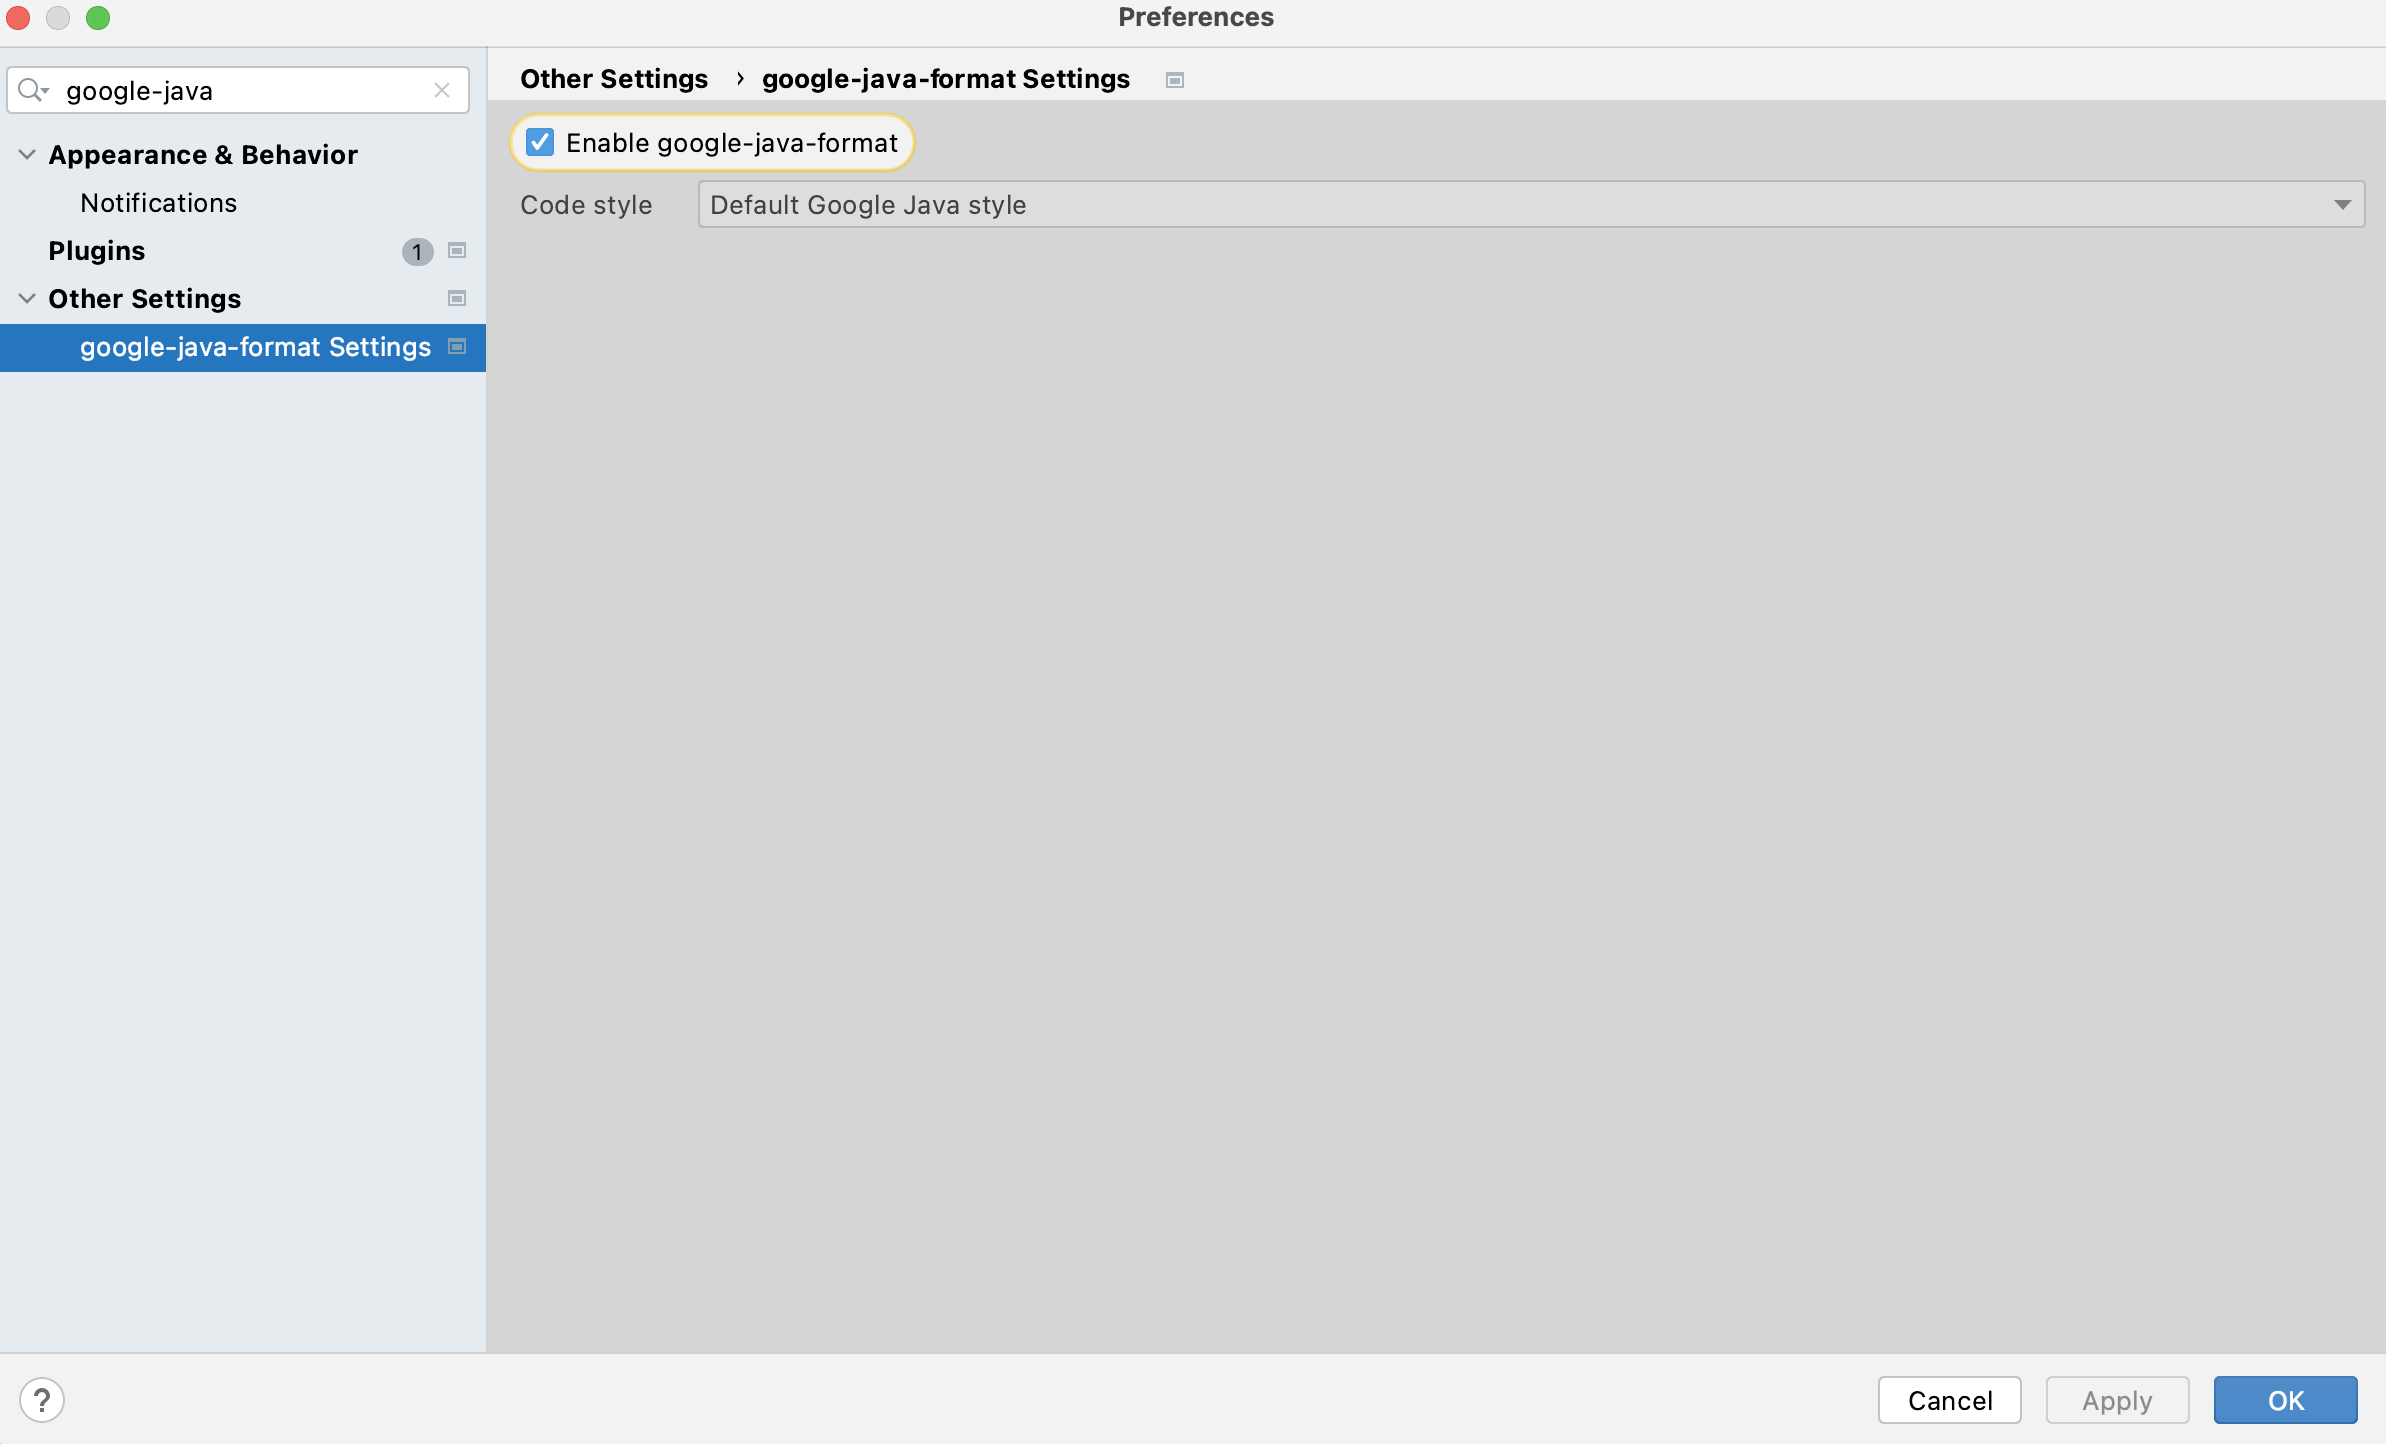 Preferences
google-java
Appearance & Behavior
Notifications
Plugins 1
Other Settings
google-java-format Settings
Other Settings › google-java-format Settings
Enable google-java-format
Code style Default Google Java style
?
Cancel Apply OK